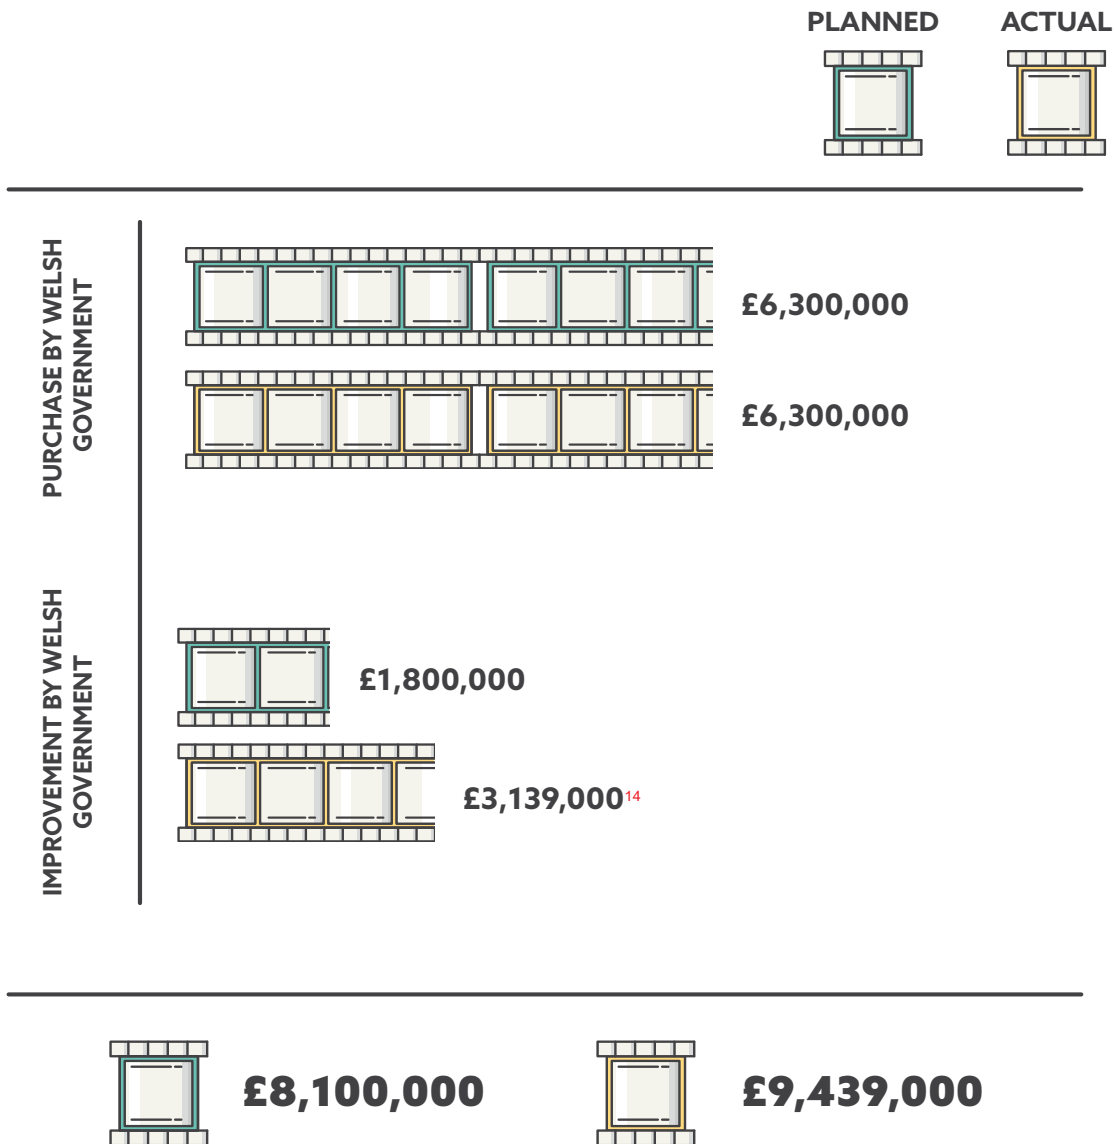 PLANNED ACTUAL
PURCHASE BY WELSH
GOVERNMENT
£6,300,000
£6,300,000
IMPROVEMENT BY WELSH
GOVERNMENT
£1,800,000
£3,139,000¹⁴
£8,100,000 £9,439,000